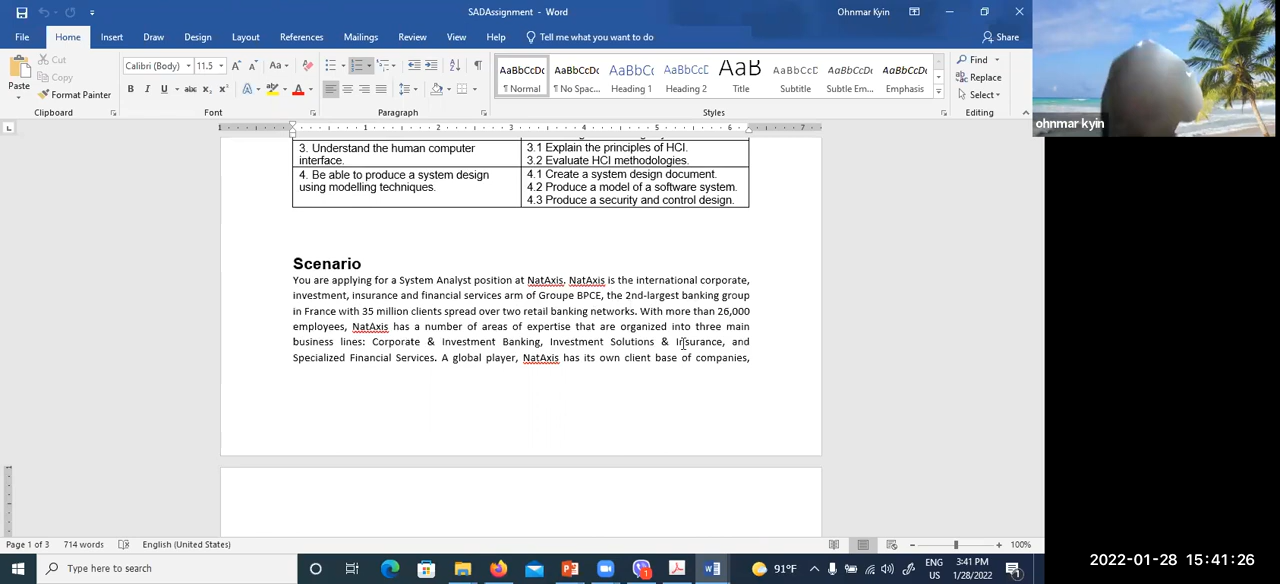 SADAssignment - Word
Ohnmar Kyin
File Home Insert Draw Design Layout References Mailings Review View Help Tell me what you want to do Share
Paste Cut Copy Format Painter
Calibri (Body) 11.5
AaBbCcDc AaBbCcDc AaBbCc AaBbCcD AaB AaBbCcD AaBbCcDc AaBbCcDc
¶ Normal ¶ No Spac... Heading 1 Heading 2 Title Subtitle Subtle Em... Emphasis
Find
Replace
Select
Clipboard Font Paragraph Styles Editing
ohnmar kyin
1 1 2 3 4 5 6 7
3. Understand the human computer
interface.
3.1 Explain the principles of HCI.
3.2 Evaluate HCI methodologies.
4. Be able to produce a system design
using modelling techniques.
4.1 Create a system design document.
4.2 Produce a model of a software system.
4.3 Produce a security and control design.
Scenario
You are applying for a System Analyst position at NatAxis. NatAxis is the international corporate,
investment, insurance and financial services arm of Groupe BPCE, the 2nd-largest banking group
in France with 35 million clients spread over two retail banking networks. With more than 26,000
employees, NatAxis has a number of areas of expertise that are organized into three main
business lines: Corporate & Investment Banking, Investment Solutions & Insurance, and
Specialized Financial Services. A global player, NatAxis has its own client base of companies,
Page 1 of 3 714 words English (United States) 100%
Type here to search
91°F ENG US 3:41 PM 1/28/2022
2022-01-28 15:41:26